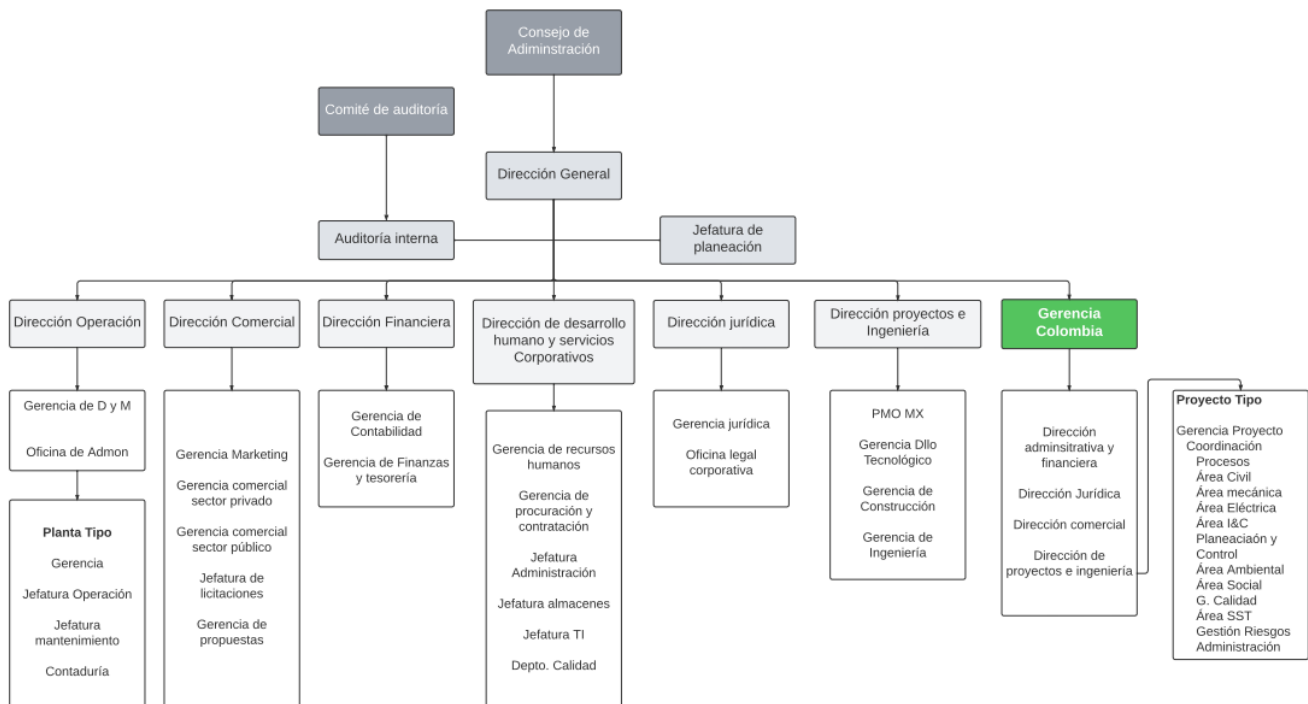 Consejo de
Adiminstración
Comité de auditoría
Dirección General
Auditoría interna
Jefatura de
planeación
Dirección Operación
Dirección Comercial
Dirección Financiera
Dirección de desarrollo
humano y servicios
Corporativos
Dirección jurídica
Dirección proyectos e
Ingeniería
Gerencia
Colombia
Gerencia de D y M
Oficina de Admon
Planta Tipo
Gerencia
Jefatura Operación
Jefatura
mantenimiento
Contaduría
Gerencia Marketing
Gerencia comercial
sector privado
Gerencia comercial
sector público
Jefatura de
licitaciones
Gerencia de
propuestas
Gerencia de
Contabilidad
Gerencia de Finanzas
y tesorería
Gerencia de recursos
humanos
Gerencia de
procuración y
contratación
Jefatura
Administración
Jefatura almacenes
Jefatura TI
Depto. Calidad
Gerencia jurídica
Oficina legal
corporativa
PMO MX
Gerencia Dllo
Tecnológico
Gerencia de
Construcción
Gerencia de
Ingeniería
Dirección
adminsitrativa y
financiera
Dirección Jurídica
Dirección comercial
Dirección de
proyectos e ingeniería
Proyecto Tipo
Gerencia Proyecto
Coordinación
Procesos
Área Civil
Área mecánica
Área Eléctrica
Área I&C
Planeaciaón y
Control
Área Ambiental
Área Social
G. Calidad
Área SST
Gestión Riesgos
Administración